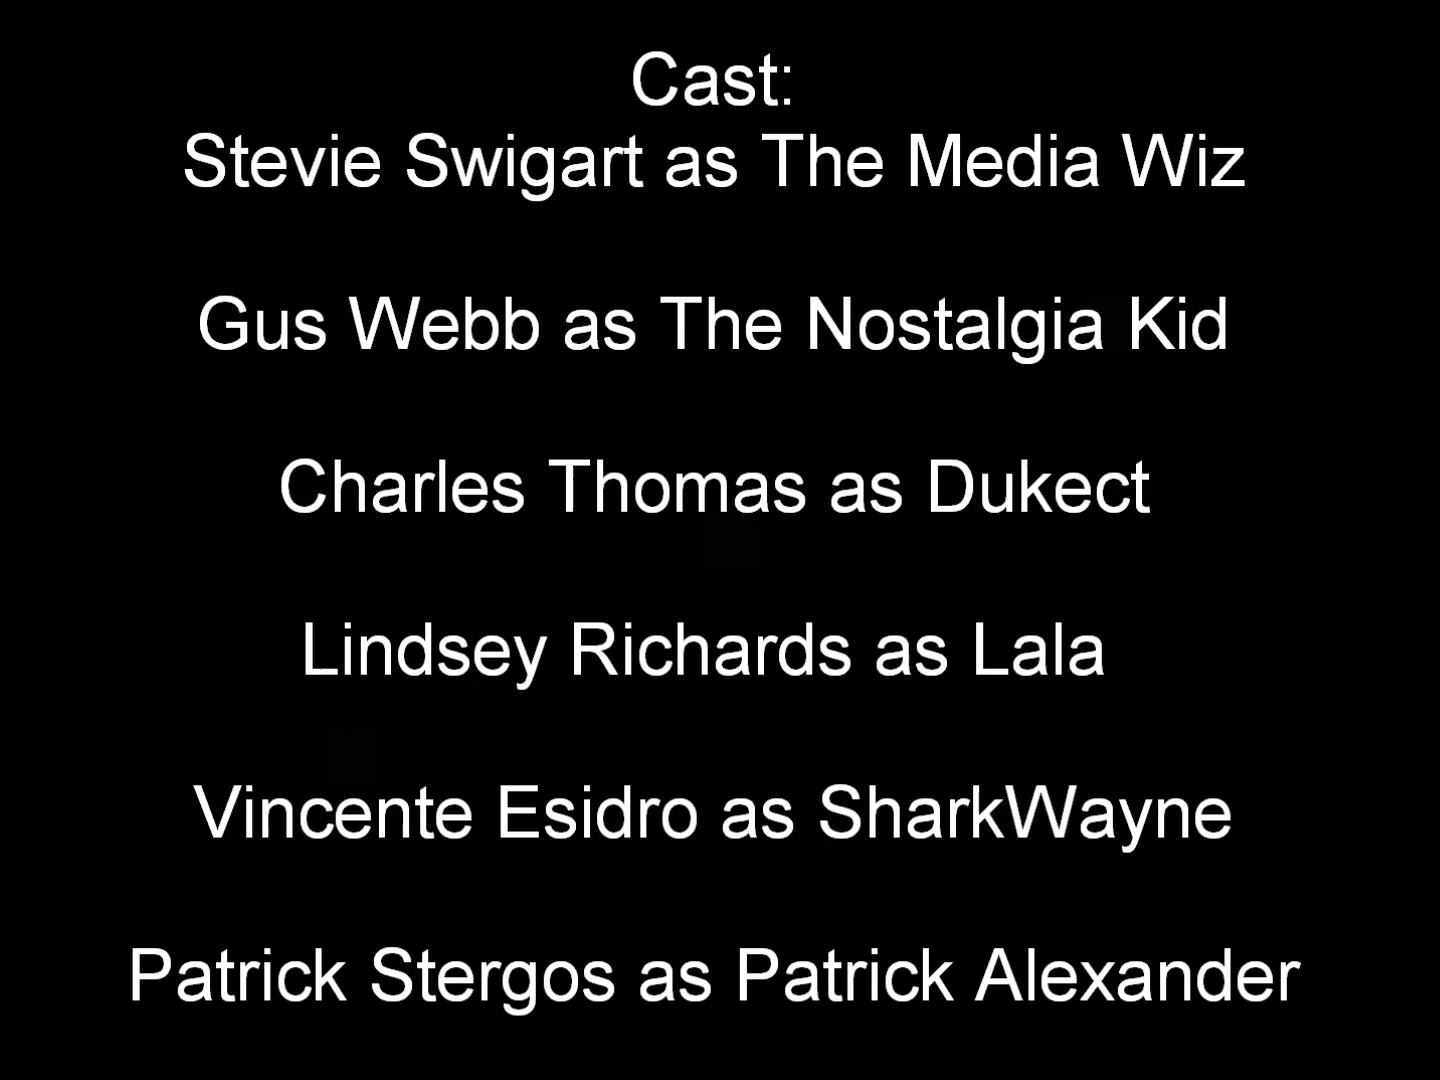 Cast:
Stevie Swigart as The Media Wiz
Gus Webb as The Nostalgia Kid
Charles Thomas as Dukect
Lindsey Richards as Lala
Vincente Esidro as SharkWayne
Patrick Stergos as Patrick Alexander